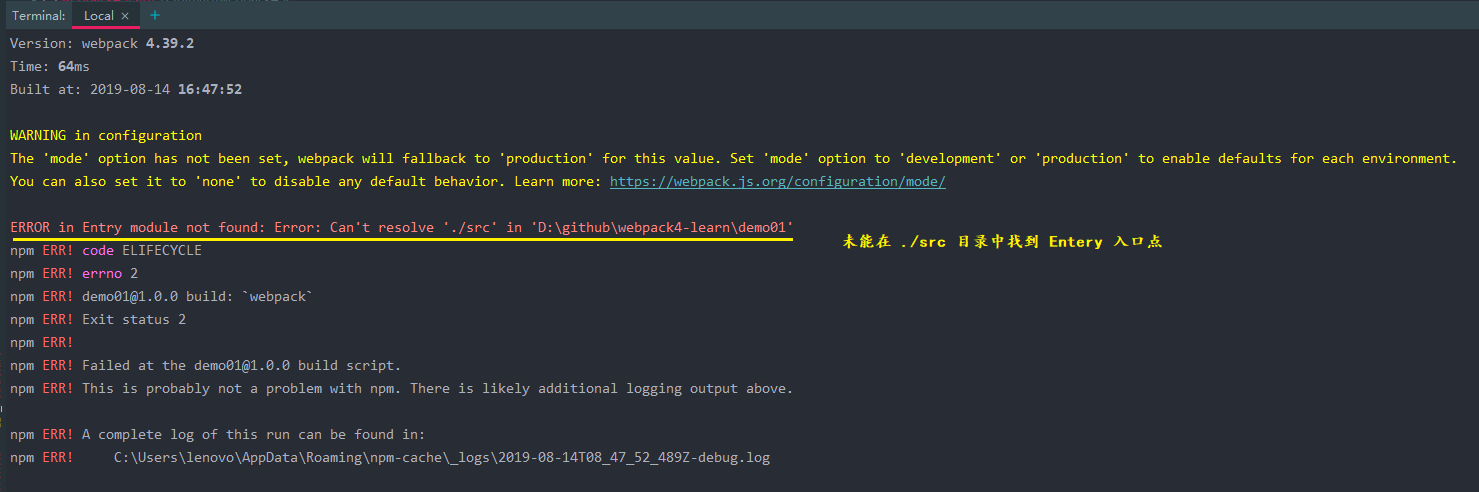 Terminal: Local × +
Version: webpack 4.39.2
Time: 64ms
Built at: 2019-08-14 16:47:52
WARNING in configuration
The 'mode' option has not been set, webpack will fallback to 'production' for this value. Set 'mode' option to 'development' or 'production' to enable defaults for each environment.
You can also set it to 'none' to disable any default behavior. Learn more: https://webpack.js.org/configuration/mode/
ERROR in Entry module not found: Error: Can't resolve './src' in 'D:\github\webpack4-learn\demo01'
未能在 ./src 目录中找到 Entery 入口点
npm ERR! code ELIFECYCLE
npm ERR! errno 2
npm ERR! demo01@1.0.0 build: `webpack`
npm ERR! Exit status 2
npm ERR!
npm ERR! Failed at the demo01@1.0.0 build script.
npm ERR! This is probably not a problem with npm. There is likely additional logging output above.
npm ERR! A complete log of this run can be found in:
npm ERR!     C:\Users\lenovo\AppData\Roaming\npm-cache\_logs\2019-08-14T08_47_52_489Z-debug.log